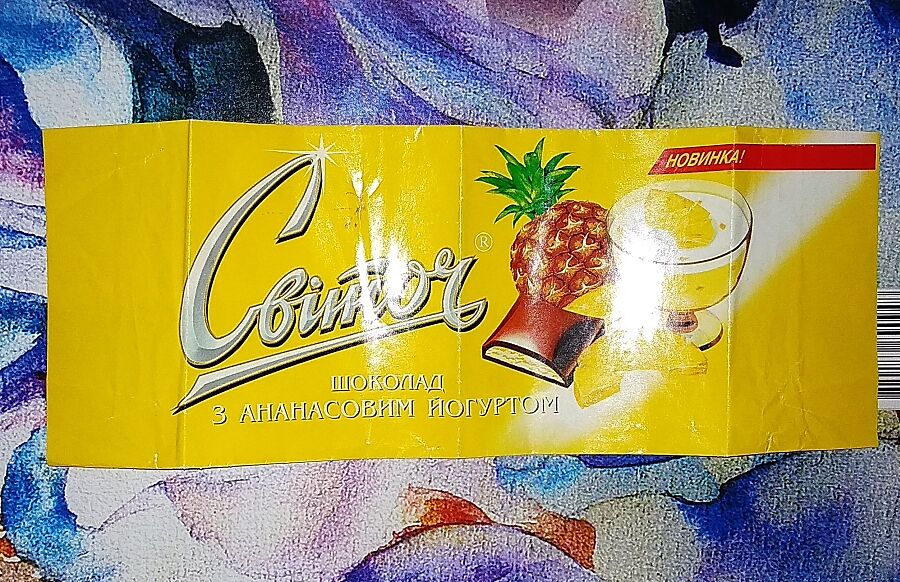 НОВИНКА!
Світоч®
ШОКОЛАД
З АНАНАСОВИМ ЙОГУРТОМ